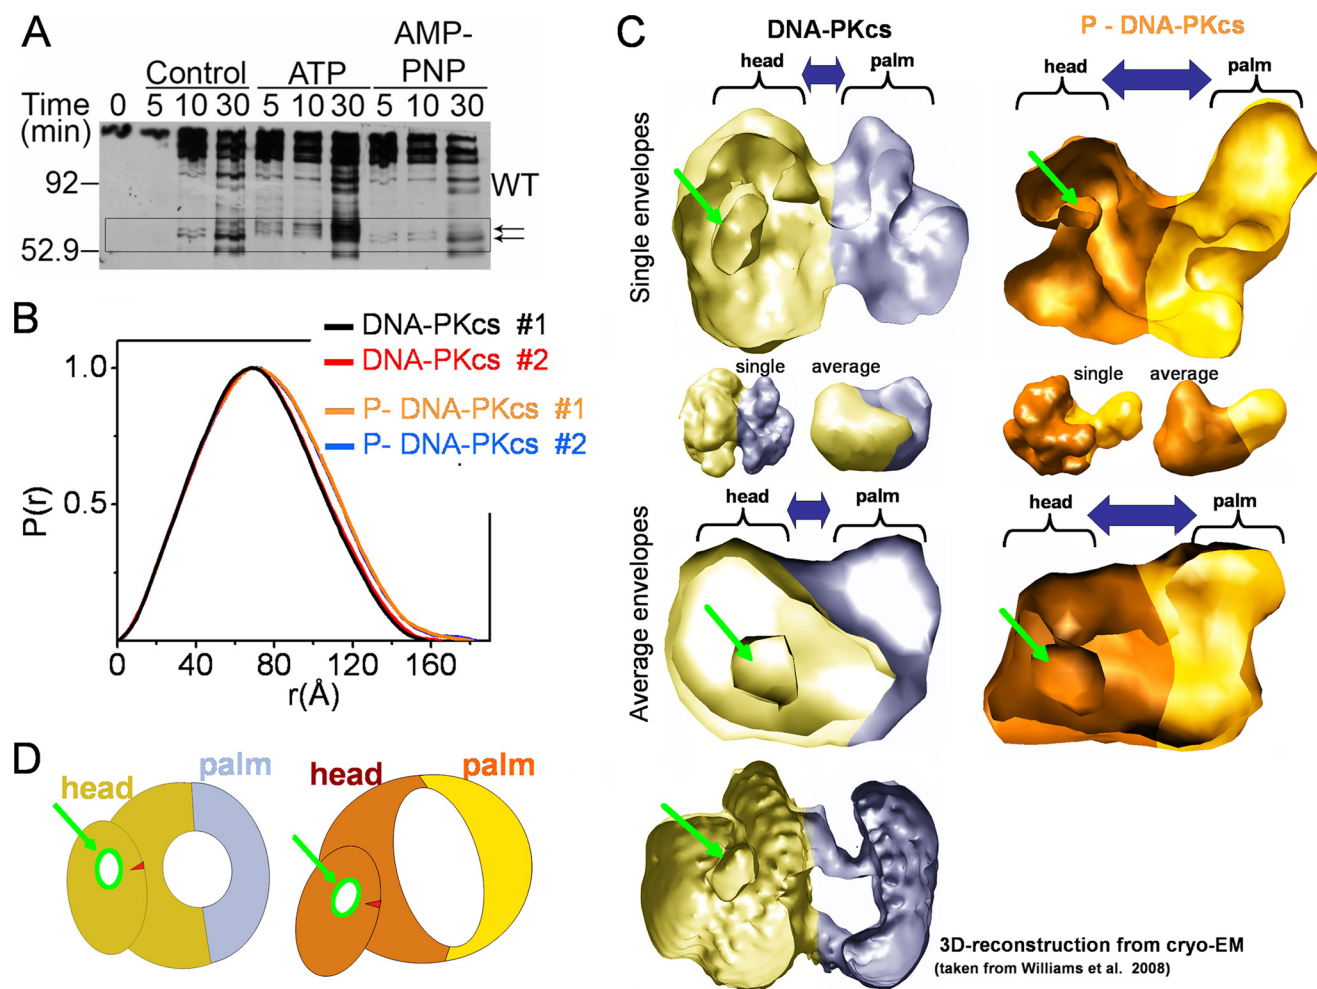 A
Control
ATP
AMP-
PNP
Time
(min)
0 5 10 30 5 10 30 5 10 30
92
WT
52.9
B
DNA-PKcs #1
DNA-PKcs #2
P- DNA-PKcs #1
P- DNA-PKcs #2
P(r)
1.0
0.5
0 40 80 120 160
r(Å)
C
DNA-PKcs
P - DNA-PKcs
head
palm
head
palm
Single envelopes
single
average
single
average
head
palm
head
palm
Average envelopes
3D-reconstruction from cryo-EM
(taken from Williams et al. 2008)
D
head
palm
head
palm